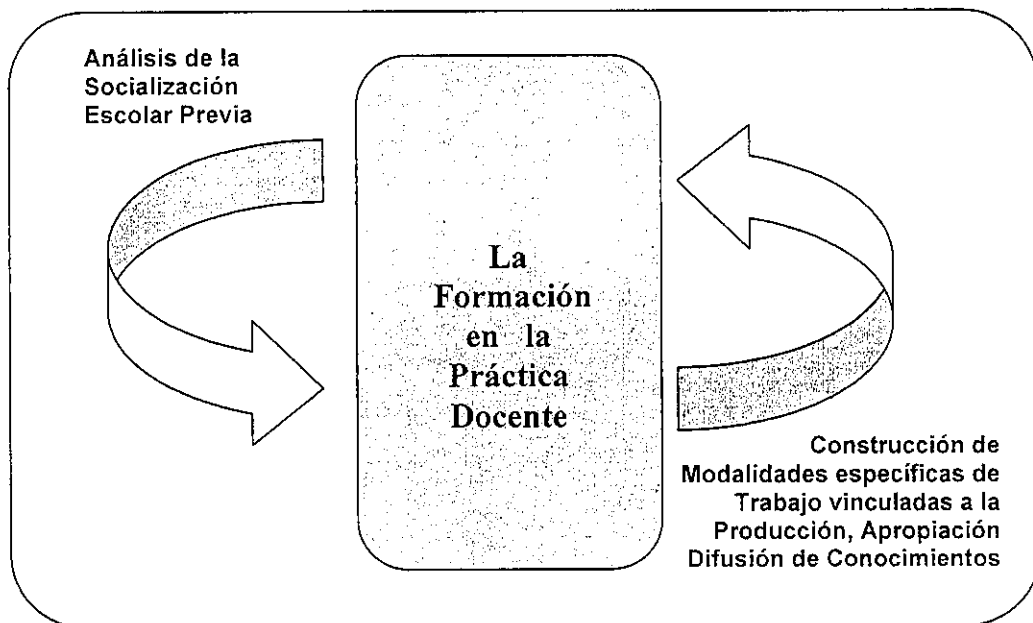 Análisis de la
Socialización
Escolar Previa
La
Formación
en la
Práctica
Docente
Construcción de
Modalidades específicas de
Trabajo vinculadas a la
Producción, Apropiación
Difusión de Conocimientos